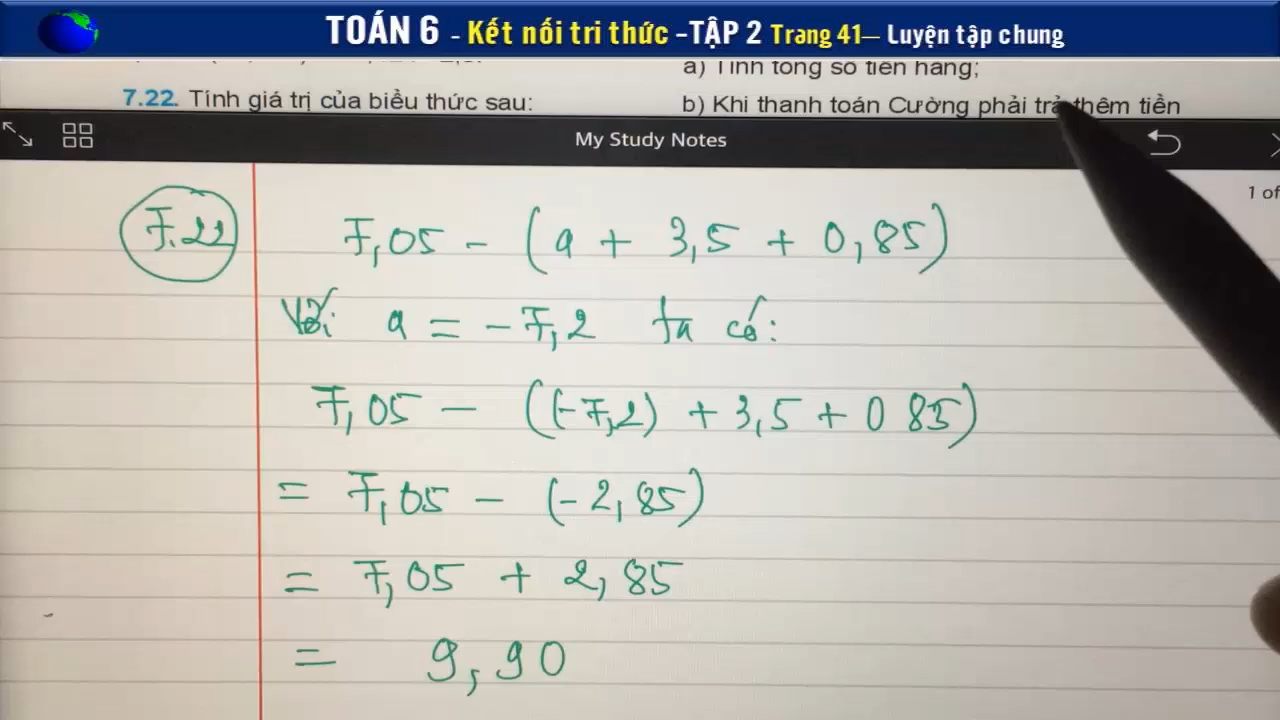 TOÁN 6 - Kết nối tri thức -TẬP 2 Trang 41– Luyện tập chung
a) Tính tổng số tiền hàng;
7.22. Tính giá trị của biểu thức sau:
b) Khi thanh toán Cường phải trả thêm tiền
My Study Notes
1 of
7.22
7,05 - (a + 3,5 + 0,85)
Với a = -7,2 ta có:
7,05 - ((-7,2) + 3,5 + 0 85)
= 7,05 - (-2,85)
= 7,05 + 2,85
= 9,90